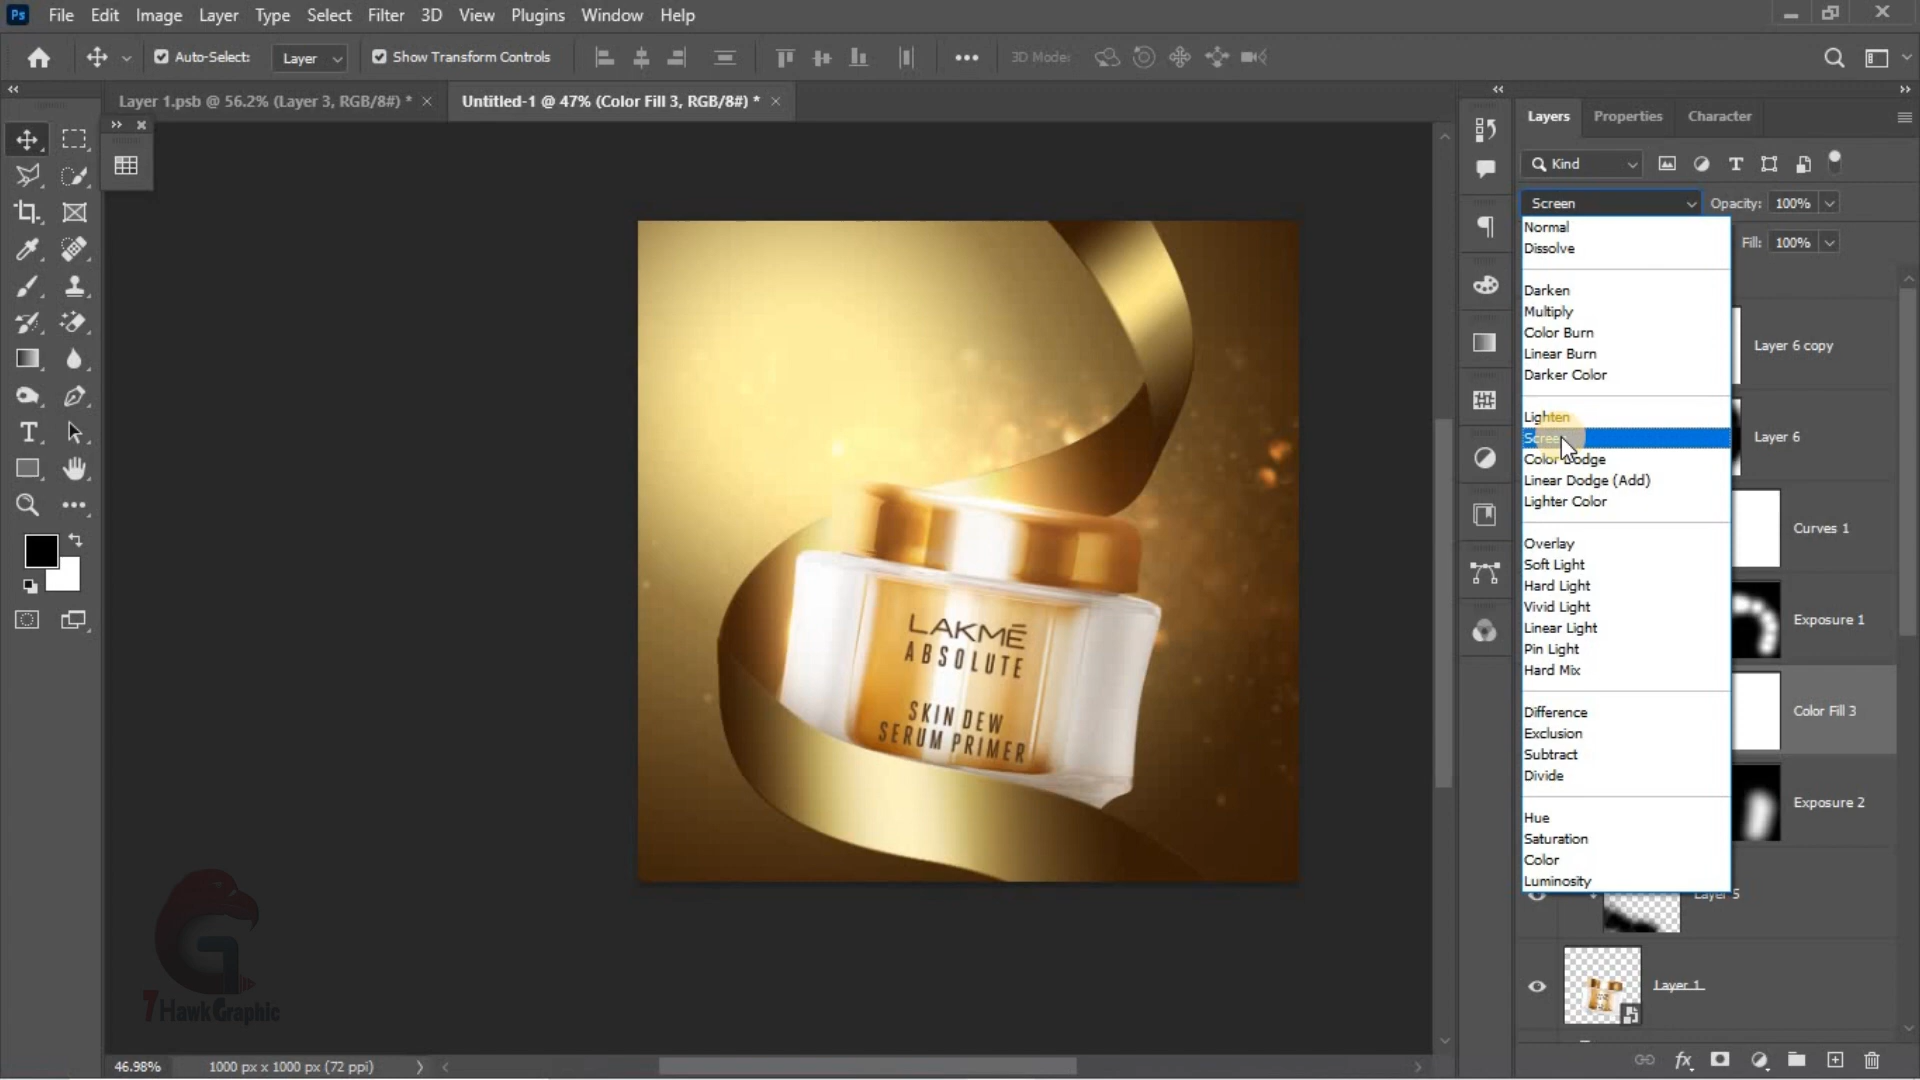 Ps File Edit Image Layer Type Select Filter 3D View Plugins Window Help
Auto-Select: Layer Show Transform Controls 3D Mode:
Layer 1.psb @ 56.2% (Layer 3, RGB/8#) *
Untitled-1 @ 47% (Color Fill 3, RGB/8#) *
Layers Properties Character
Kind
Screen Opacity: 100%
Normal Fill: 100%
Dissolve
Darken
Multiply
Color Burn
Linear Burn
Darker Color
Lighten
Screen
Color Dodge
Linear Dodge (Add)
Lighter Color
Overlay
Soft Light
Hard Light
Vivid Light
Linear Light
Pin Light
Hard Mix
Difference
Exclusion
Subtract
Divide
Hue
Saturation
Color
Luminosity
Layer 6 copy
Layer 6
Curves 1
Exposure 1
Color Fill 3
Exposure 2
Layer 5
Layer 1
LAKMĒ
ABSOLUTE
SKIN DEW
SERUM PRIMER
7HawkGraphic
46.98% 1000 px x 1000 px (72 ppi)